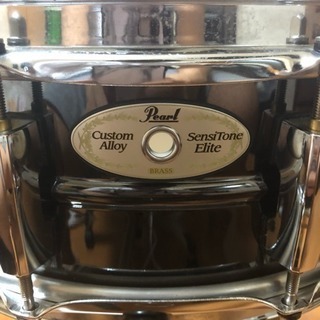 Pearl
Custom
Alloy
SensiTone
Elite
BRASS